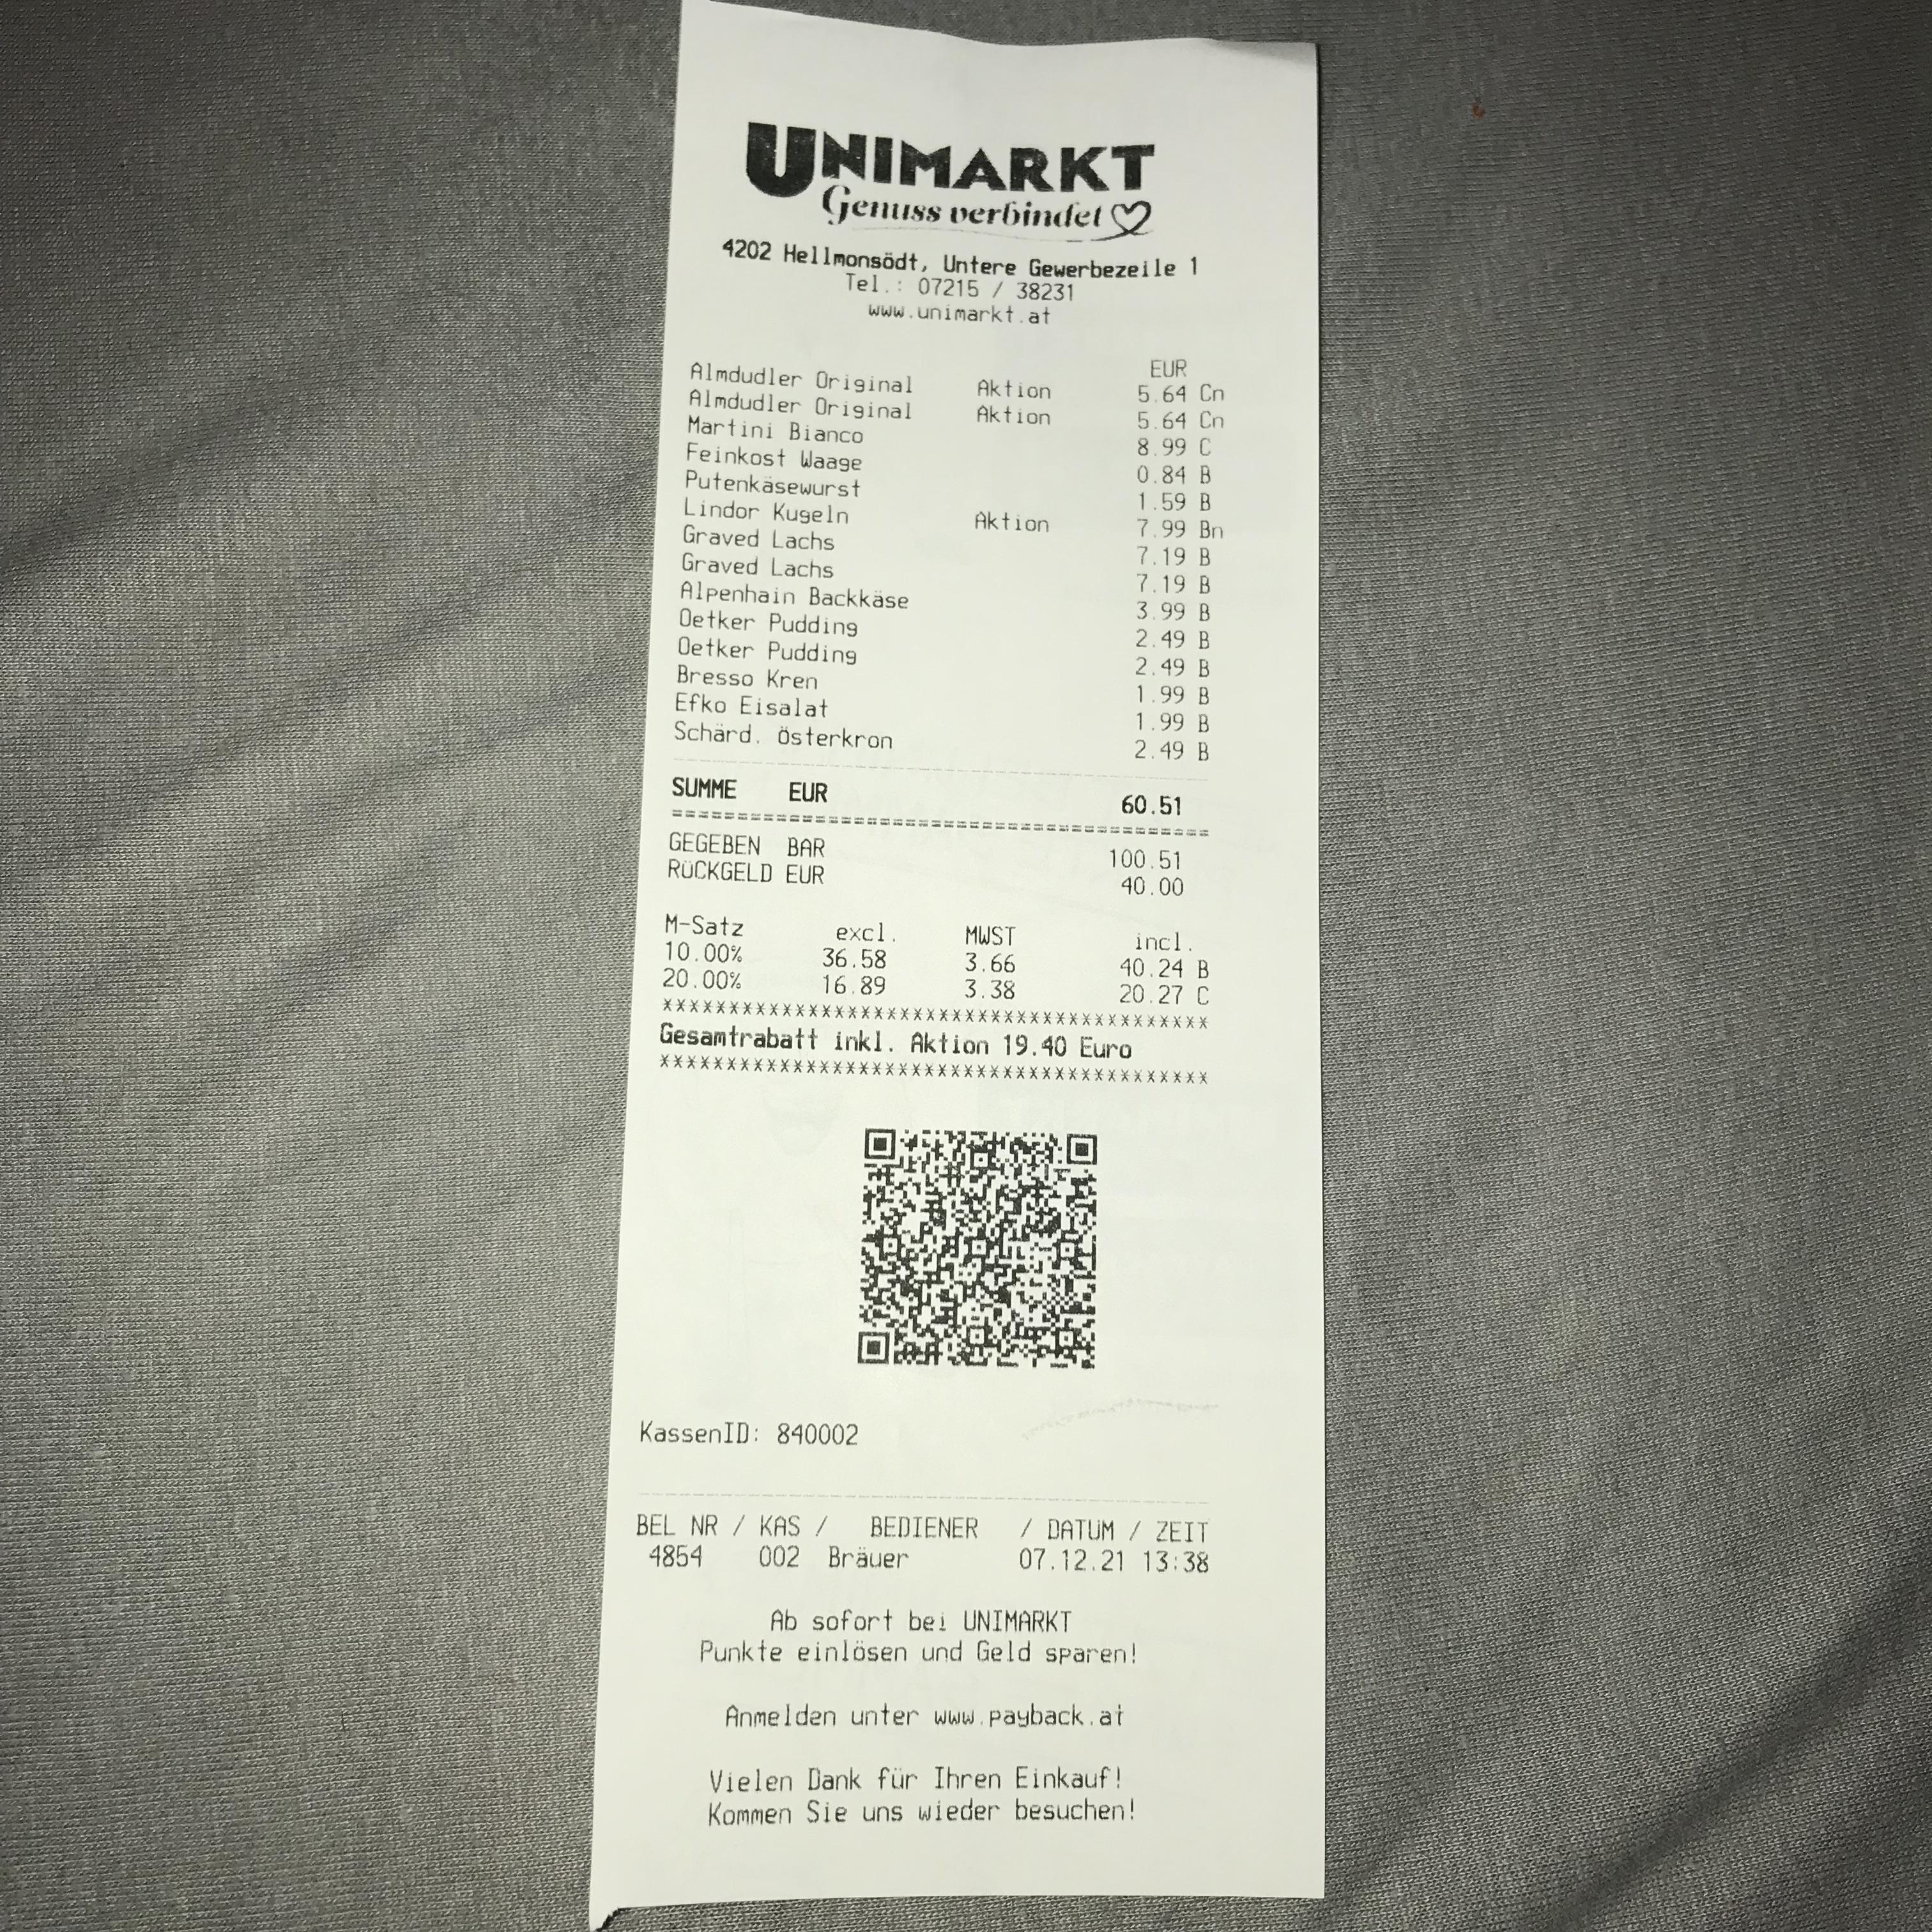 UNIMARKT
Genuss verbindet
4202 Hellmonsödt, Untere Gewerbezeile 1
Tel.: 07215 / 38231
www.unimarkt.at
EUR
Almdudler Original Aktion 5.64 Cn
Almdudler Original Aktion 5.64 Cn
Martini Bianco 8.99 C
Feinkost Waage 0.84 B
Putenkäsewurst 1.59 B
Lindor Kugeln Aktion 7.99 Bn
Graved Lachs 7.19 B
Graved Lachs 7.19 B
Alpenhain Backkäse 3.99 B
Oetker Pudding 2.49 B
Oetker Pudding 2.49 B
Bresso Kren 1.99 B
Efko Eisalat 1.99 B
Schärd. österkron 2.49 B
SUMME EUR 60.51
GEGEBEN BAR 100.51
RÜCKGELD EUR 40.00
M-Satz excl. MWST incl.
10.00% 36.58 3.66 40.24 B
20.00% 16.89 3.38 20.27 C
Gesamtrabatt inkl. Aktion 19.40 Euro
KassenID: 840002
BEL NR / KAS / BEDIENER / DATUM / ZEIT
4854 002 Bräuer 07.12.21 13:38
Ab sofort bei UNIMARKT
Punkte einlösen und Geld sparen!
Anmelden unter www.payback.at
Vielen Dank für Ihren Einkauf!
Kommen Sie uns wieder besuchen!